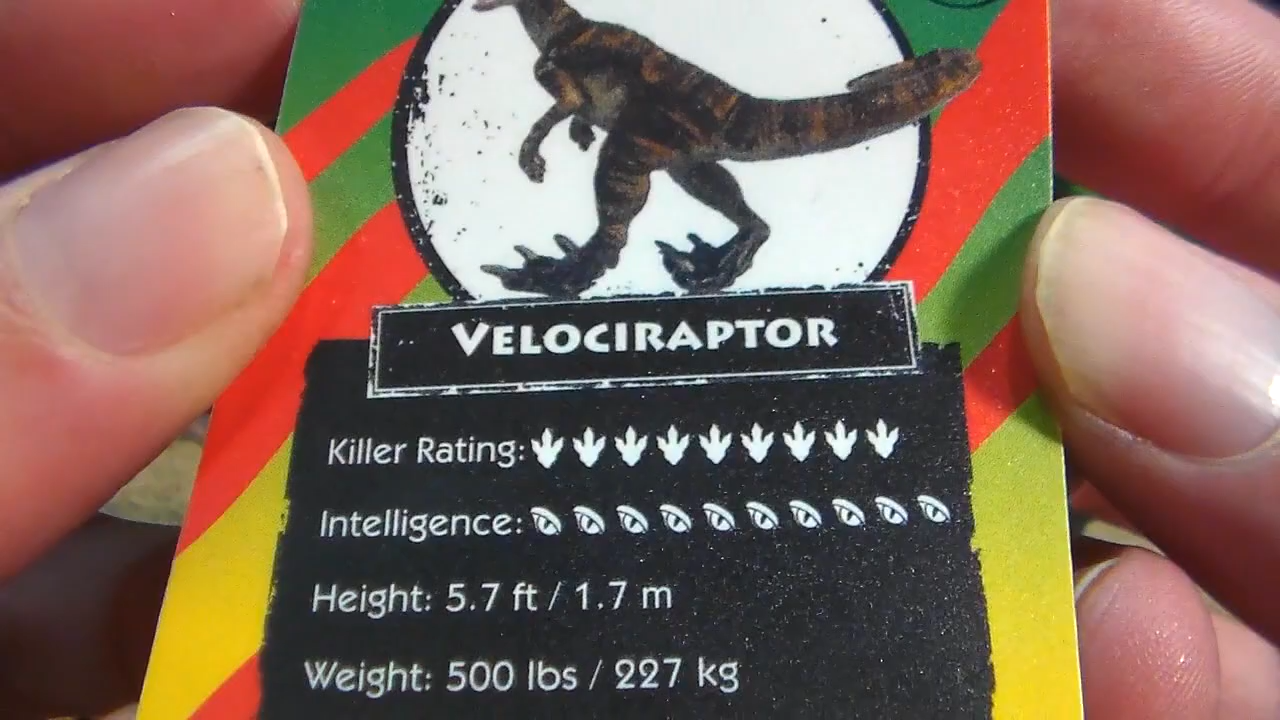 VELOCIRAPTOR
Killer Rating:
Intelligence:
Height: 5.7 ft / 1.7 m
Weight: 500 lbs / 227 kg